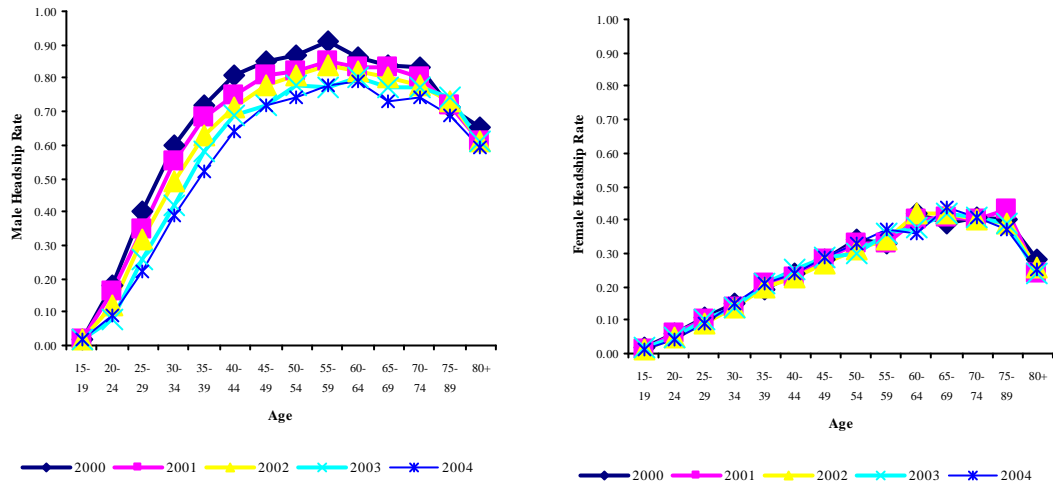 Male Headship Rate
1.00
0.90
0.80
0.70
0.60
0.50
0.40
0.30
0.20
0.10
0.00
15- 20- 25- 30- 35- 40- 45- 50- 55- 60- 65- 70- 75- 80+
19 24 29 34 39 44 49 54 59 64 69 74 89
Age
2000 2001 2002 2003 2004
Female Headship Rate
1.00
0.90
0.80
0.70
0.60
0.50
0.40
0.30
0.20
0.10
0.00
15- 20- 25- 30- 35- 40- 45- 50- 55- 60- 65- 70- 75- 80+
19 24 29 34 39 44 49 54 59 64 69 74 89
Age
2000 2001 2002 2003 2004